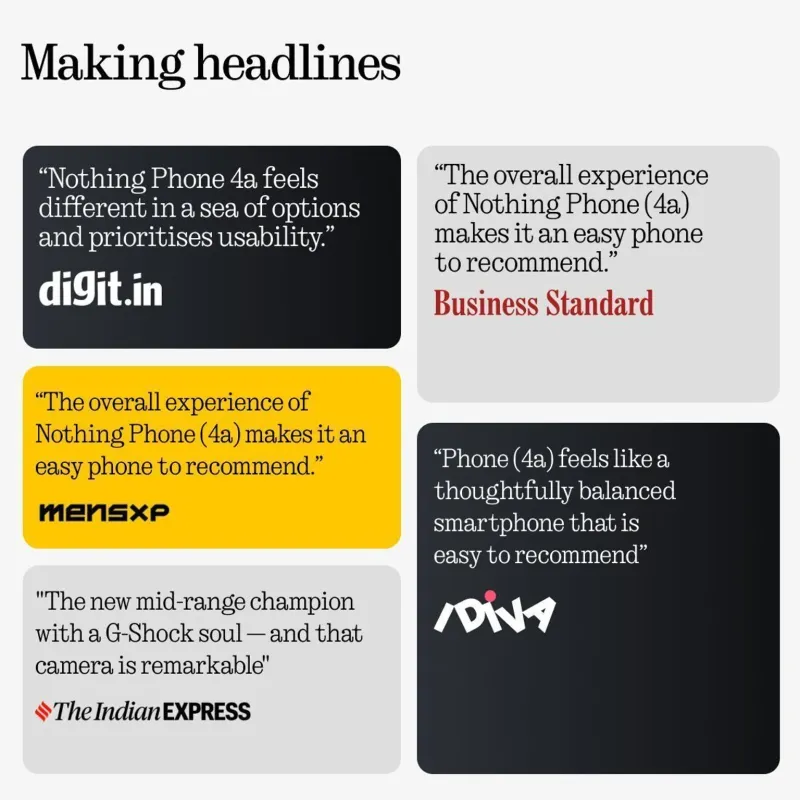 Making headlines
“Nothing Phone 4a feels
different in a sea of options
and prioritises usability.”
digit.in
“The overall experience of
Nothing Phone (4a) makes it an
easy phone to recommend.”
mensxp
"The new mid-range champion
with a G-Shock soul — and that
camera is remarkable"
The Indian EXPRESS
“The overall experience
of Nothing Phone (4a)
makes it an easy phone
to recommend.”
Business Standard
“Phone (4a) feels like a
thoughtfully balanced
smartphone that is
easy to recommend”
iDiVA